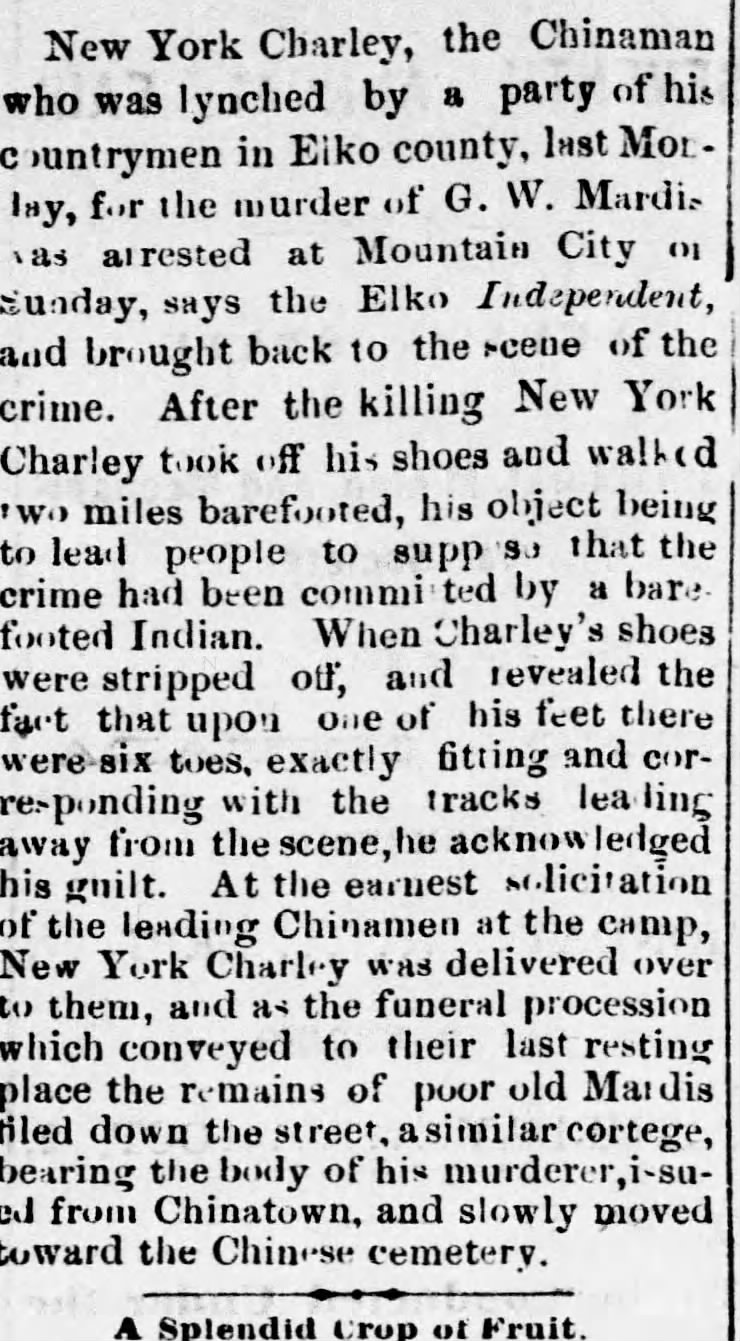 New York Charley, the Chinaman
who was lynched by a party of his
countrymen in Elko county, last Mon-
day, for the murder of G. W. Mardis
was arrested at Mountain City on
Sunday, says the Elko Independent,
and brought back to the scene of the
crime. After the killing New York
Charley took off his shoes and walked
two miles barefooted, his object being
to lead people to suppose that the
crime had been committed by a bare-
footed Indian. When Charley's shoes
were stripped off, and revealed the
fact that upon one of his feet there
were six toes, exactly fitting and cor-
responding with the tracks leading
away from the scene, he acknowledged
his guilt. At the earnest solicitation
of the leading Chinamen at the camp,
New York Charley was delivered over
to them, and as the funeral procession
which conveyed to their last resting
place the remains of poor old Mardis
filed down the street, a similar cortege,
bearing the body of his murderer, issu-
ed from Chinatown, and slowly moved
toward the Chinese cemetery.
A Splendid Crop of Fruit.